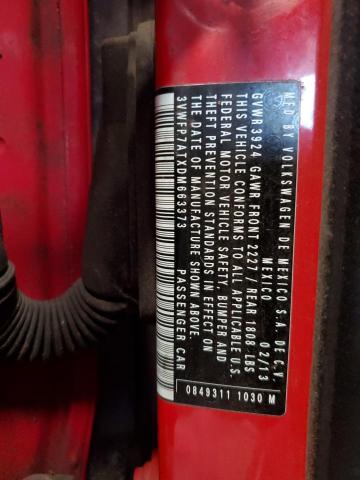 MFD BY VOLKSWAGEN DE MEXICO S.A. DE C.V.
MEXICO 02/13
GVWR 3924 GAWR FRONT 2227/REAR 1808 LBS
THIS VEHICLE CONFORMS TO ALL APPLICABLE U.S.
FEDERAL MOTOR VEHICLE SAFETY, BUMPER AND
THEFT PREVENTION STANDARDS IN EFFECT ON
THE DATE OF MANUFACTURE SHOWN ABOVE.
3VWFP7ATXDM663373 PASSENGER CAR
0849311 1030 M